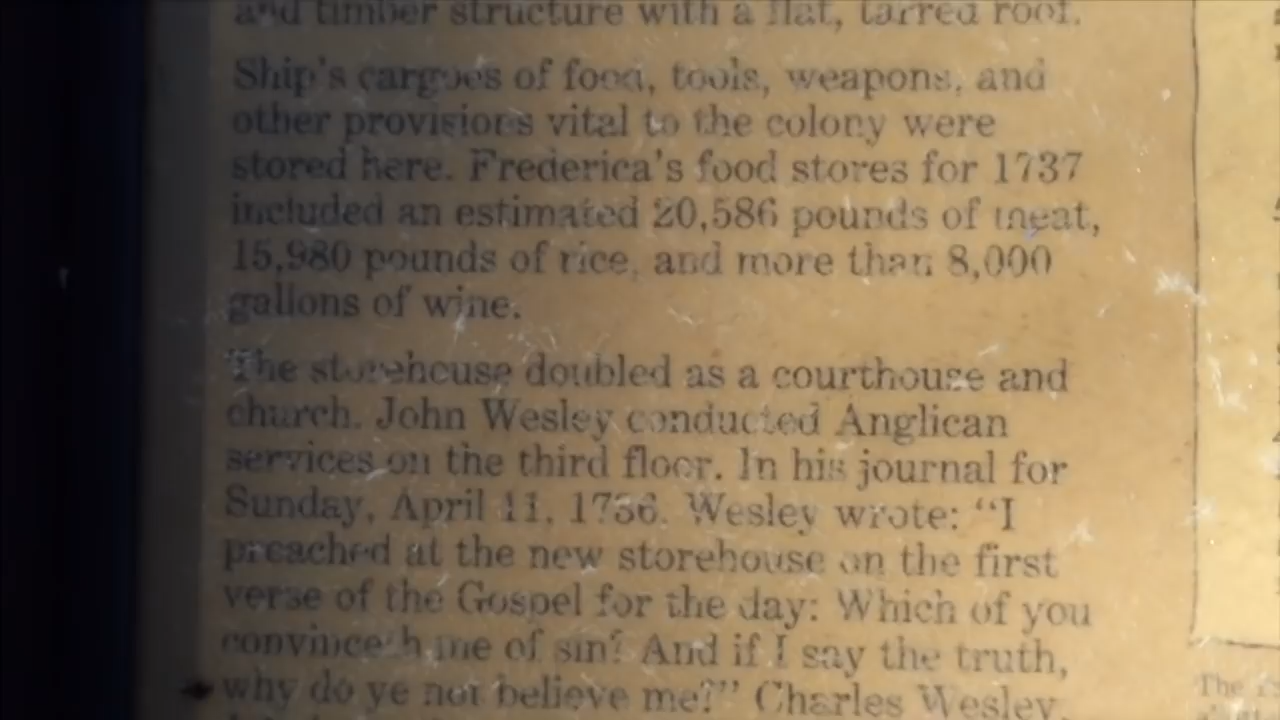 and timber structure with a flat, tarred roof.
Ship's cargoes of food, tools, weapons, and
other provisions vital to the colony were
stored here. Frederica's food stores for 1737
included an estimated 20,586 pounds of meat,
15,980 pounds of rice, and more than 8,000
gallons of wine.
The storehouse doubled as a courthouse and
church. John Wesley conducted Anglican
services on the third floor. In his journal for
Sunday, April 11, 1736, Wesley wrote: “I
preached at the new storehouse on the first
verse of the Gospel for the day: Which of you
convinceth me of sin? And if I say the truth,
why do ye not believe me?” Charles Wesley,
The